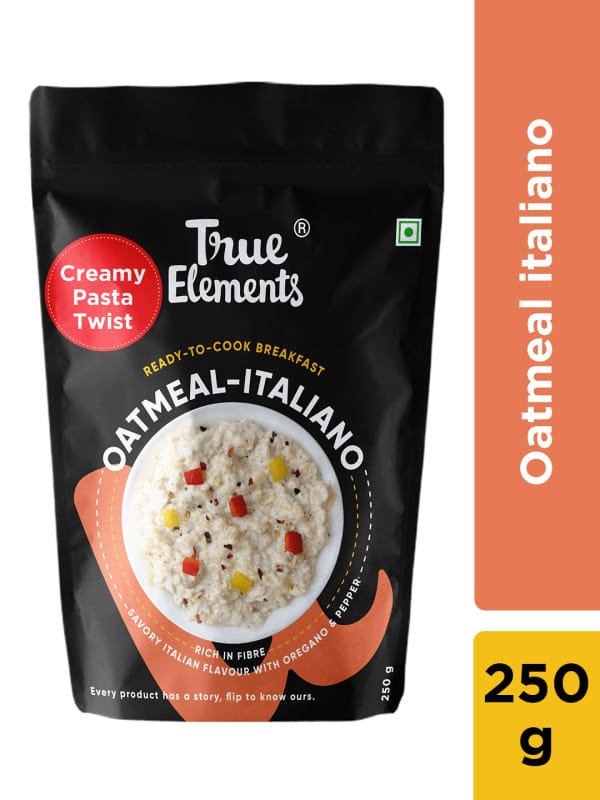 True ®
Elements
Creamy
Pasta
Twist
READY-TO-COOK BREAKFAST
OATMEAL-ITALIANO
RICH IN FIBRE
SAVORY ITALIAN FLAVOUR WITH OREGANO & PEPPER
Every product has a story, flip to know ours.
250 g
Oatmeal italiano
250
g